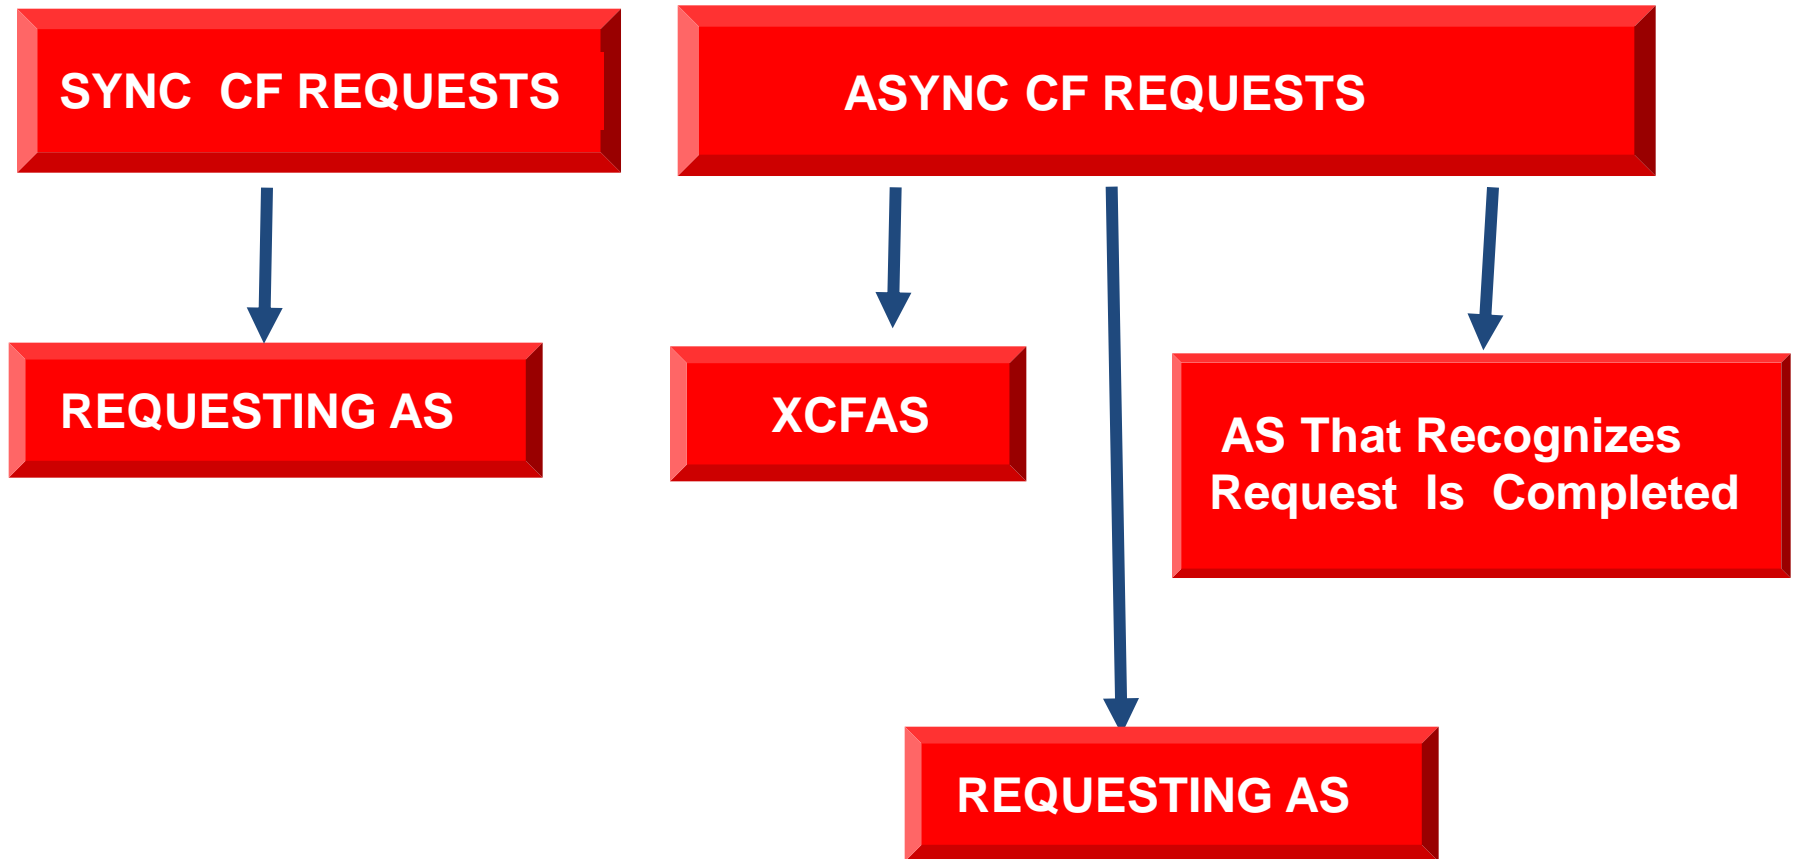 SYNC CF REQUESTS
ASYNC CF REQUESTS
REQUESTING AS
XCFAS
AS That Recognizes
Request Is Completed
REQUESTING AS